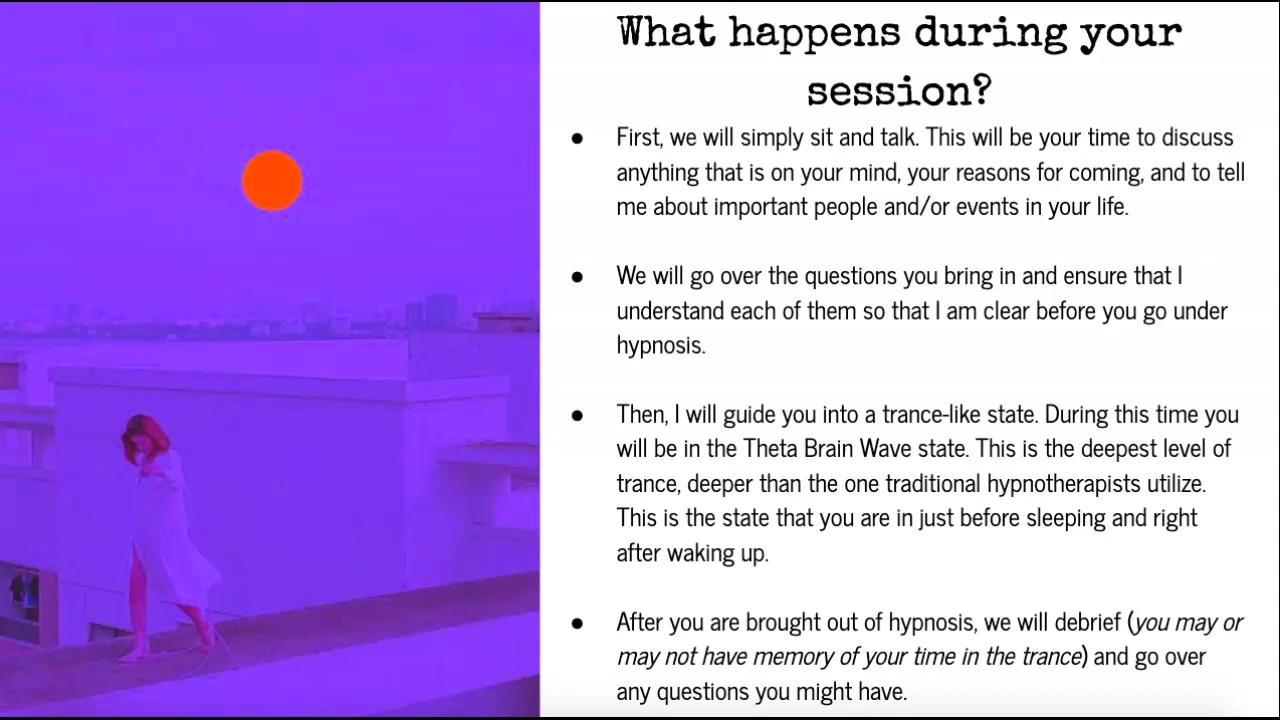 What happens during your
session?
● First, we will simply sit and talk. This will be your time to discuss
anything that is on your mind, your reasons for coming, and to tell
me about important people and/or events in your life.
● We will go over the questions you bring in and ensure that I
understand each of them so that I am clear before you go under
hypnosis.
● Then, I will guide you into a trance-like state. During this time you
will be in the Theta Brain Wave state. This is the deepest level of
trance, deeper than the one traditional hypnotherapists utilize.
This is the state that you are in just before sleeping and right
after waking up.
● After you are brought out of hypnosis, we will debrief (you may or
may not have memory of your time in the trance) and go over
any questions you might have.